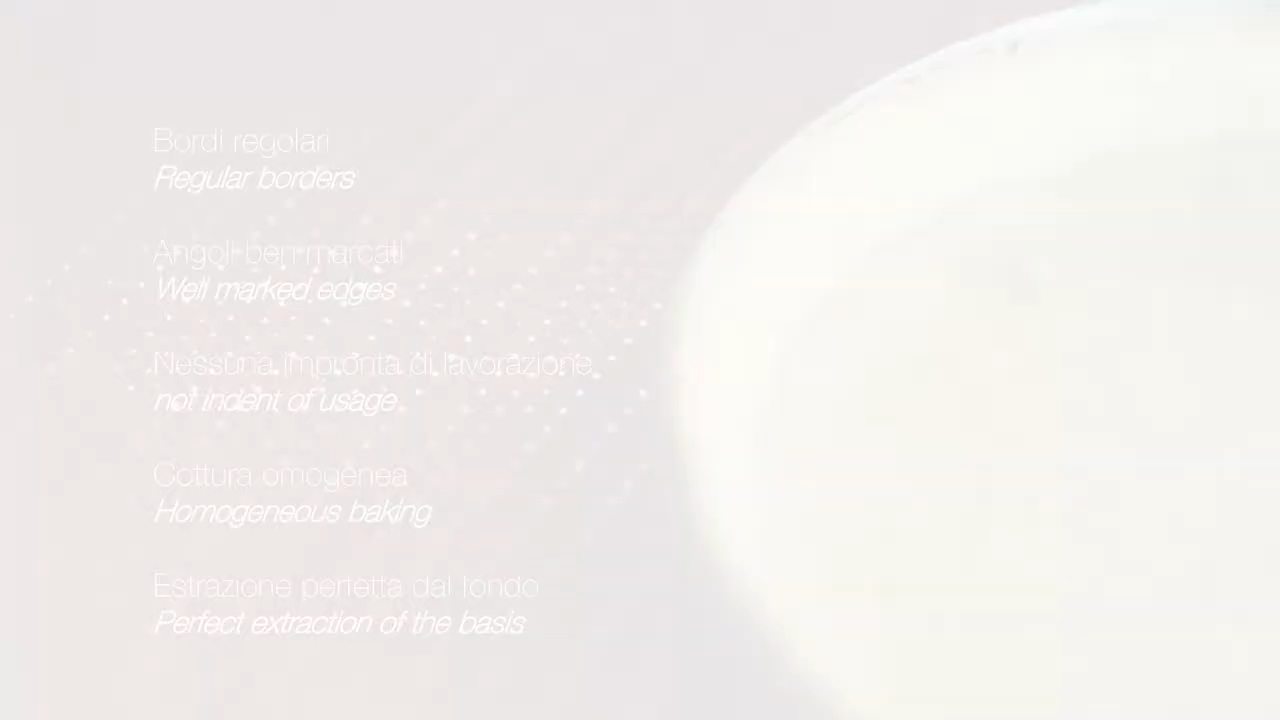 Bordi regolari
Regular borders
Angoli ben marcati
Well marked edges
Nessuna impronta di lavorazione
not indent of usage
Cottura omogenea
Homogeneous baking
Estrazione perfetta dal fondo
Perfect extraction of the basis